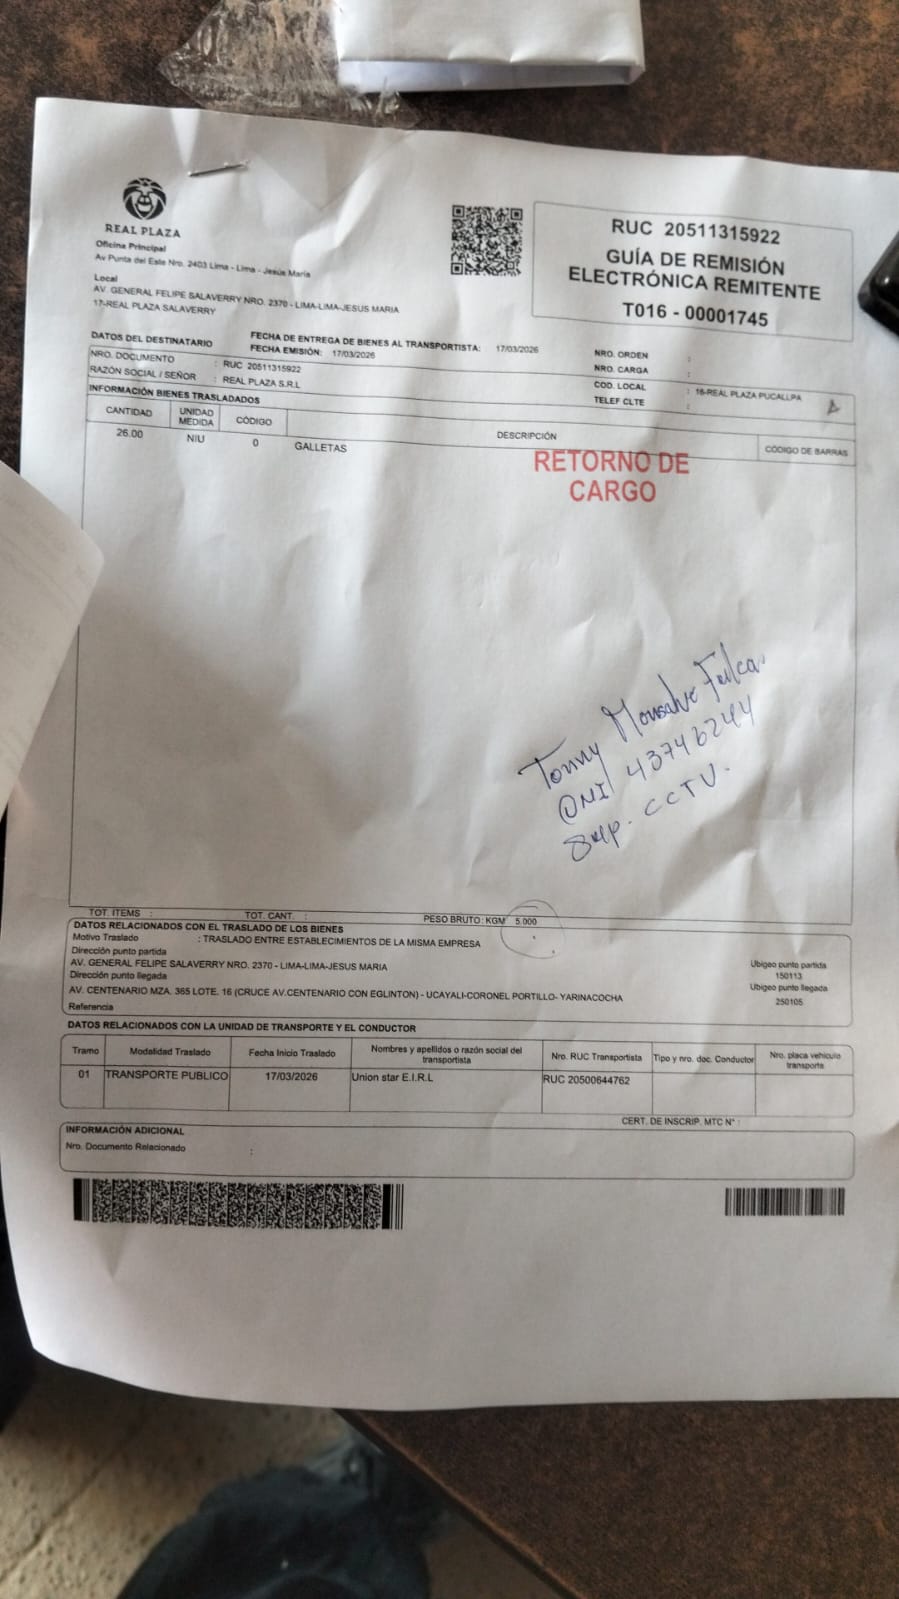 REAL PLAZA
Oficina Principal
Av Punta del Este Nro. 2403 Lima - Lima - Jesús María
Local
AV. GENERAL FELIPE SALAVERRY NRO. 2370 - LIMA-LIMA-JESUS MARIA
17-REAL PLAZA SALAVERRY
RUC 20511315922
GUÍA DE REMISIÓN
ELECTRÓNICA REMITENTE
T016 - 00001745
DATOS DEL DESTINATARIO
FECHA DE ENTREGA DE BIENES AL TRANSPORTISTA: 17/03/2026
FECHA EMISIÓN: 17/03/2026
NRO. DOCUMENTO : RUC 20511315922
RAZÓN SOCIAL / SEÑOR : REAL PLAZA S.R.L
NRO. ORDEN :
NRO. CARGA :
COD. LOCAL : 16-REAL PLAZA PUCALLPA
TELEF CLTE :
INFORMACIÓN BIENES TRASLADADOS
CANTIDAD UNIDAD MEDIDA CÓDIGO DESCRIPCIÓN CÓDIGO DE BARRAS
26.00 NIU 0 GALLETAS
RETORNO DE
CARGO
Tonny Monsalve
DNI 43746244
Sup. CCTV.
TOT. ITEMS : TOT. CANT. : PESO BRUTO: KGM 5.000
DATOS RELACIONADOS CON EL TRASLADO DE LOS BIENES
Motivo Traslado : TRASLADO ENTRE ESTABLECIMIENTOS DE LA MISMA EMPRESA
Dirección punto partida
AV. GENERAL FELIPE SALAVERRY NRO. 2370 - LIMA-LIMA-JESUS MARIA
Ubigeo punto partida
150113
Dirección punto llegada
AV. CENTENARIO MZA. 365 LOTE. 16 (CRUCE AV.CENTENARIO CON EGLINTON) - UCAYALI-CORONEL PORTILLO- YARINACOCHA
Ubigeo punto llegada
250105
Referencia
DATOS RELACIONADOS CON LA UNIDAD DE TRANSPORTE Y EL CONDUCTOR
Tramo Modalidad Traslado Fecha Inicio Traslado Nombres y apellidos o razón social del transportista Nro. RUC Transportista Tipo y nro. doc. Conductor Nro. placa vehículo transporte
01 TRANSPORTE PUBLICO 17/03/2026 Union star E.I.R.L RUC 20500644762
CERT. DE INSCRIP. MTC N° :
INFORMACIÓN ADICIONAL
Nro. Documento Relacionado :